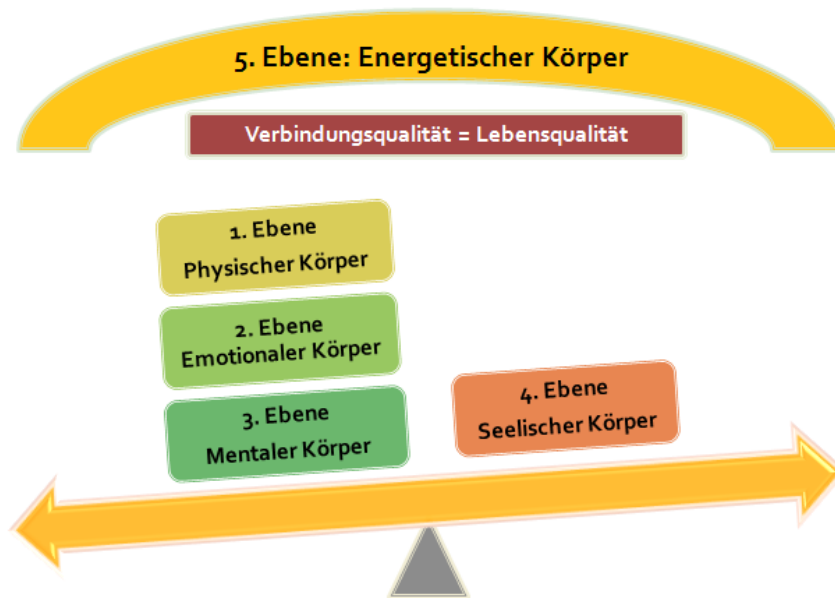 5. Ebene: Energetischer Körper
Verbindungsqualität = Lebensqualität
1. Ebene
Physischer Körper
2. Ebene
Emotionaler Körper
3. Ebene
Mentaler Körper
4. Ebene
Seelischer Körper